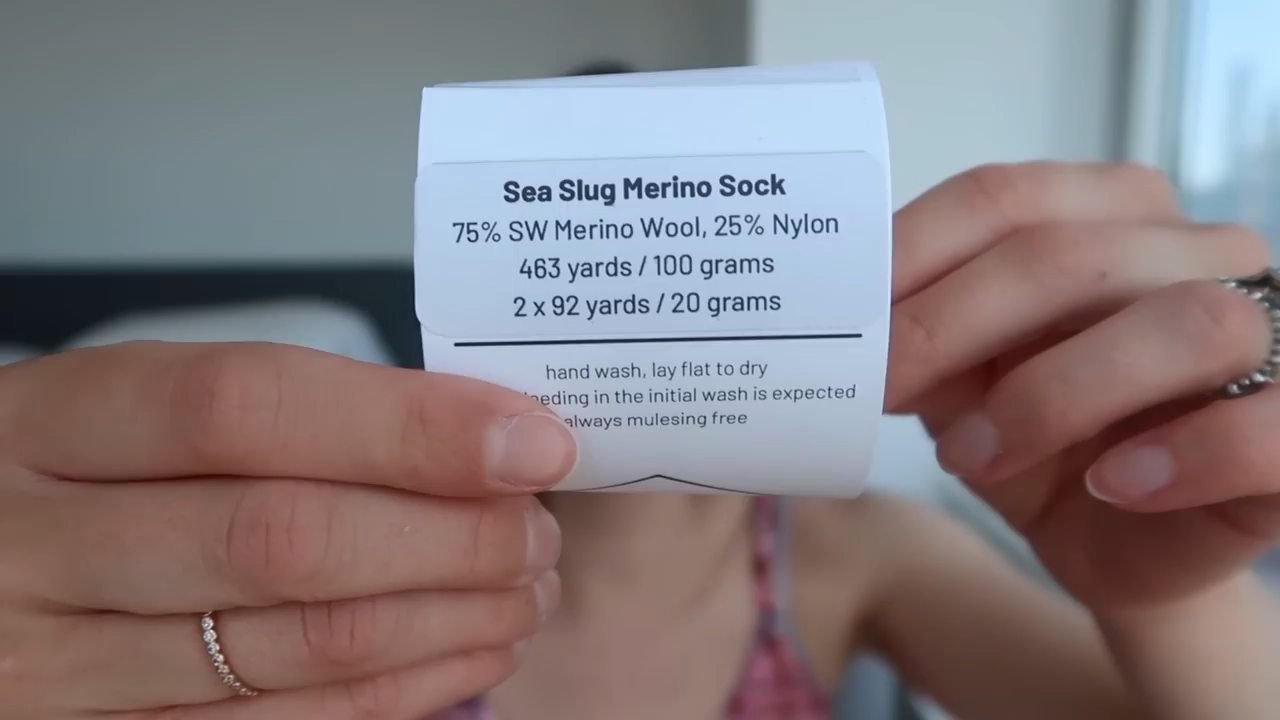 Sea Slug Merino Sock
75% SW Merino Wool, 25% Nylon
463 yards / 100 grams
2 x 92 yards / 20 grams
hand wash, lay flat to dry
in the initial wash is expected
always mulesing free